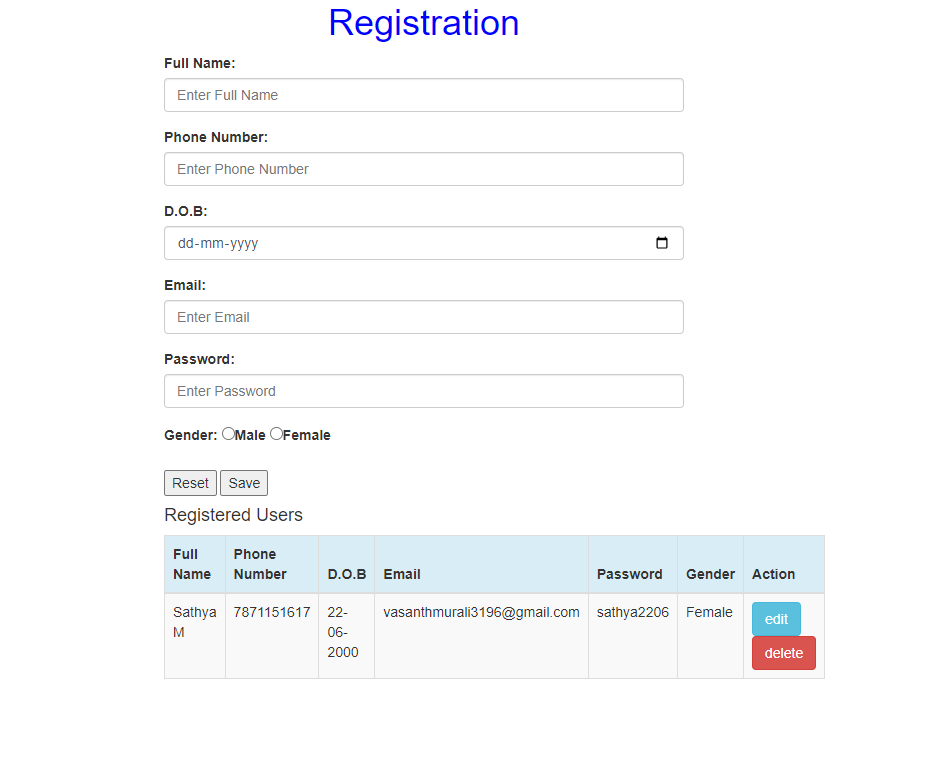 Registration
Full Name:
Enter Full Name
Phone Number:
Enter Phone Number
D.O.B:
dd-mm-yyyy
Email:
Enter Email
Password:
Enter Password
Gender: Male Female
Reset Save
Registered Users
Full Name Phone Number D.O.B Email Password Gender Action
Sathya M 7871151617 22-06-2000 vasanthmurali3196@gmail.com sathya2206 Female edit
delete